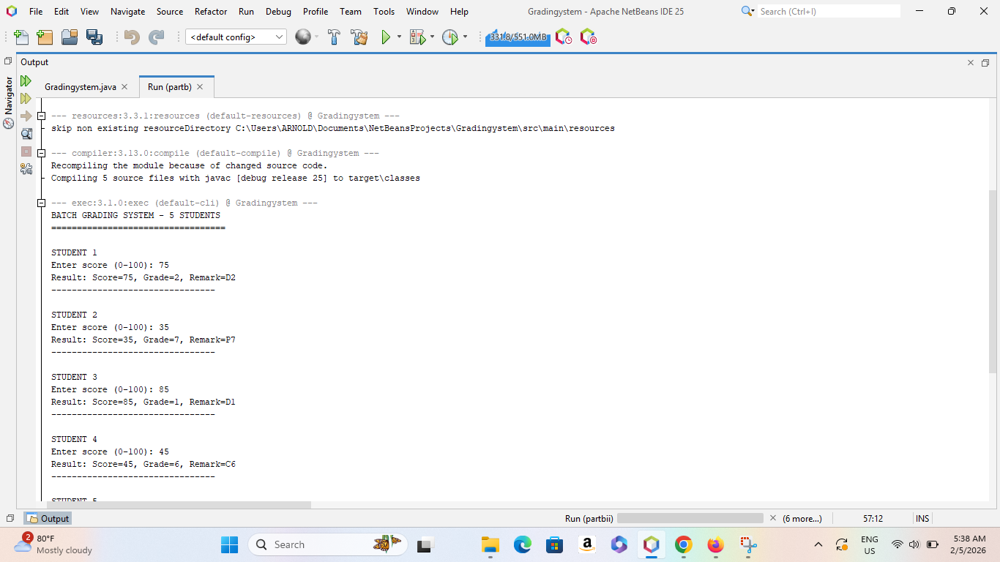 File Edit View Navigate Source Refactor Run Debug Profile Team Tools Window Help
Gradingystem - Apache NetBeans IDE 25
Search (Ctrl+I)
<default config>
331.8/551.0MB
Output
Navigator
Gradingystem.java
Run (partb)
--- resources:3.3.1:resources (default-resources) @ Gradingystem ---
skip non existing resourceDirectory C:\Users\ARNOLD\Documents\NetBeansProjects\Gradingystem\src\main\resources
--- compiler:3.13.0:compile (default-compile) @ Gradingystem ---
Recompiling the module because of changed source code.
Compiling 5 source files with javac [debug release 25] to target\classes
--- exec:3.1.0:exec (default-cli) @ Gradingystem ---
BATCH GRADING SYSTEM - 5 STUDENTS
==================================
STUDENT 1
Enter score (0-100): 75
Result: Score=75, Grade=2, Remark=D2
--------------------------------
STUDENT 2
Enter score (0-100): 35
Result: Score=35, Grade=7, Remark=P7
--------------------------------
STUDENT 3
Enter score (0-100): 85
Result: Score=85, Grade=1, Remark=D1
--------------------------------
STUDENT 4
Enter score (0-100): 45
Result: Score=45, Grade=6, Remark=C6
--------------------------------
STUDENT 5
Output
Run (partbii)
(6 more...)
57:12
INS
2
80°F
Mostly cloudy
Search
a
ENG
US
5:38 AM
2/5/2026